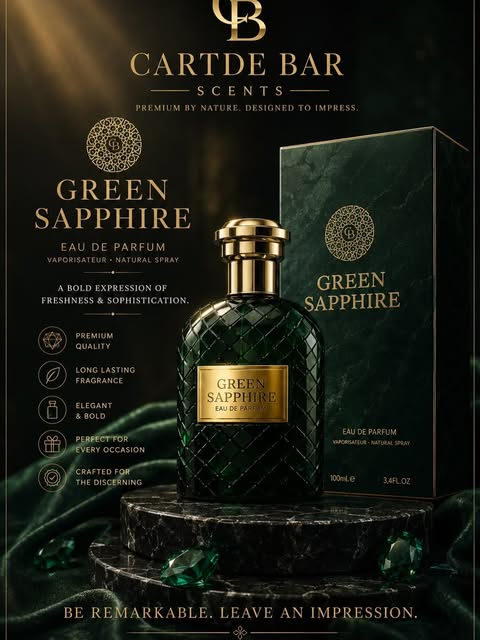 CB
CARTDE BAR
SCENTS
PREMIUM BY NATURE. DESIGNED TO IMPRESS.
CB
GREEN
SAPPHIRE
EAU DE PARFUM
VAPORISATEUR • NATURAL SPRAY
A BOLD EXPRESSION OF
FRESHNESS & SOPHISTICATION.
PREMIUM
QUALITY
LONG LASTING
FRAGRANCE
ELEGANT
& BOLD
PERFECT FOR
EVERY OCCASION
CRAFTED FOR
THE DISCERNING
GREEN
SAPPHIRE
EAU DE PARFUM
CB
GREEN
SAPPHIRE
EAU DE PARFUM
VAPORISATEUR • NATURAL SPRAY
100ml.e 3,4FL.OZ
BE REMARKABLE. LEAVE AN IMPRESSION.